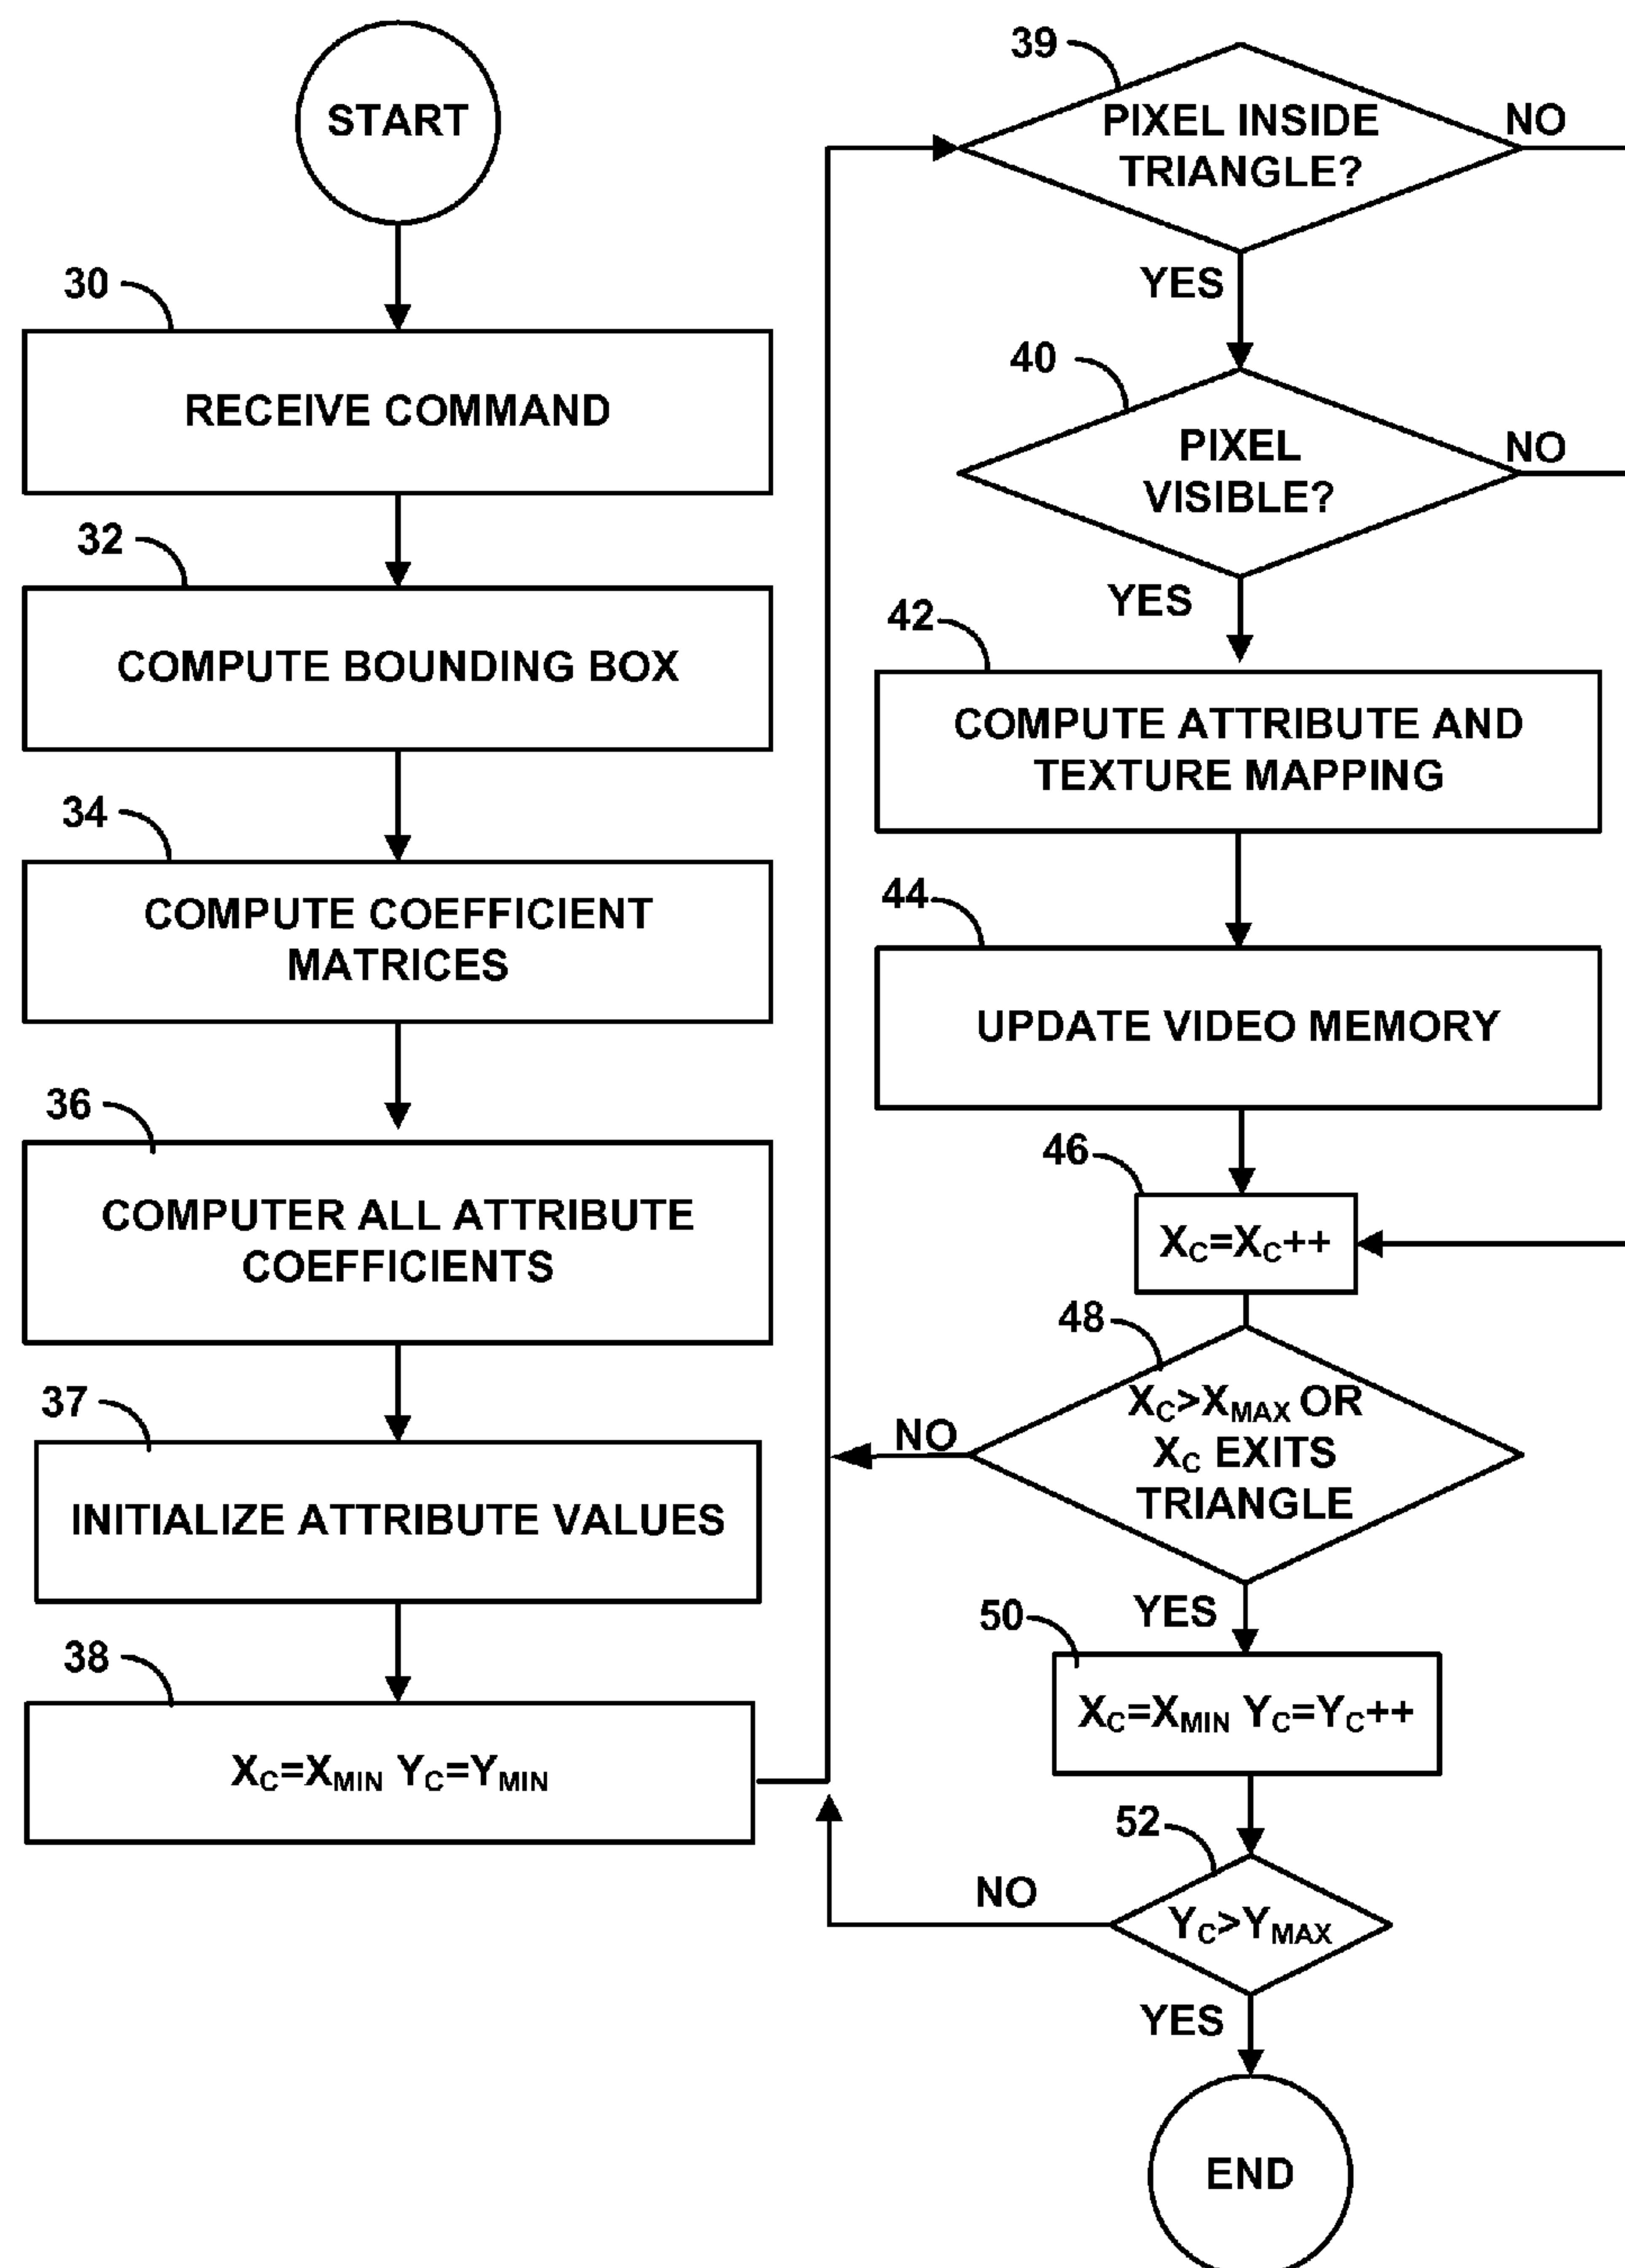 START
30
RECEIVE COMMAND
32
COMPUTE BOUNDING BOX
34
COMPUTE COEFFICIENT
MATRICES
36
COMPUTER ALL ATTRIBUTE
COEFFICIENTS
37
INITIALIZE ATTRIBUTE VALUES
38
XC=XMIN YC=YMIN
39
PIXEL INSIDE
TRIANGLE?
NO
YES
40
PIXEL
VISIBLE?
NO
YES
42
COMPUTE ATTRIBUTE AND
TEXTURE MAPPING
44
UPDATE VIDEO MEMORY
46
XC=XC++
48
XC>XMAX OR
XC EXITS
TRIANGLE
NO
YES
50
XC=XMIN YC=YC++
52
YC>YMAX
NO
YES
END